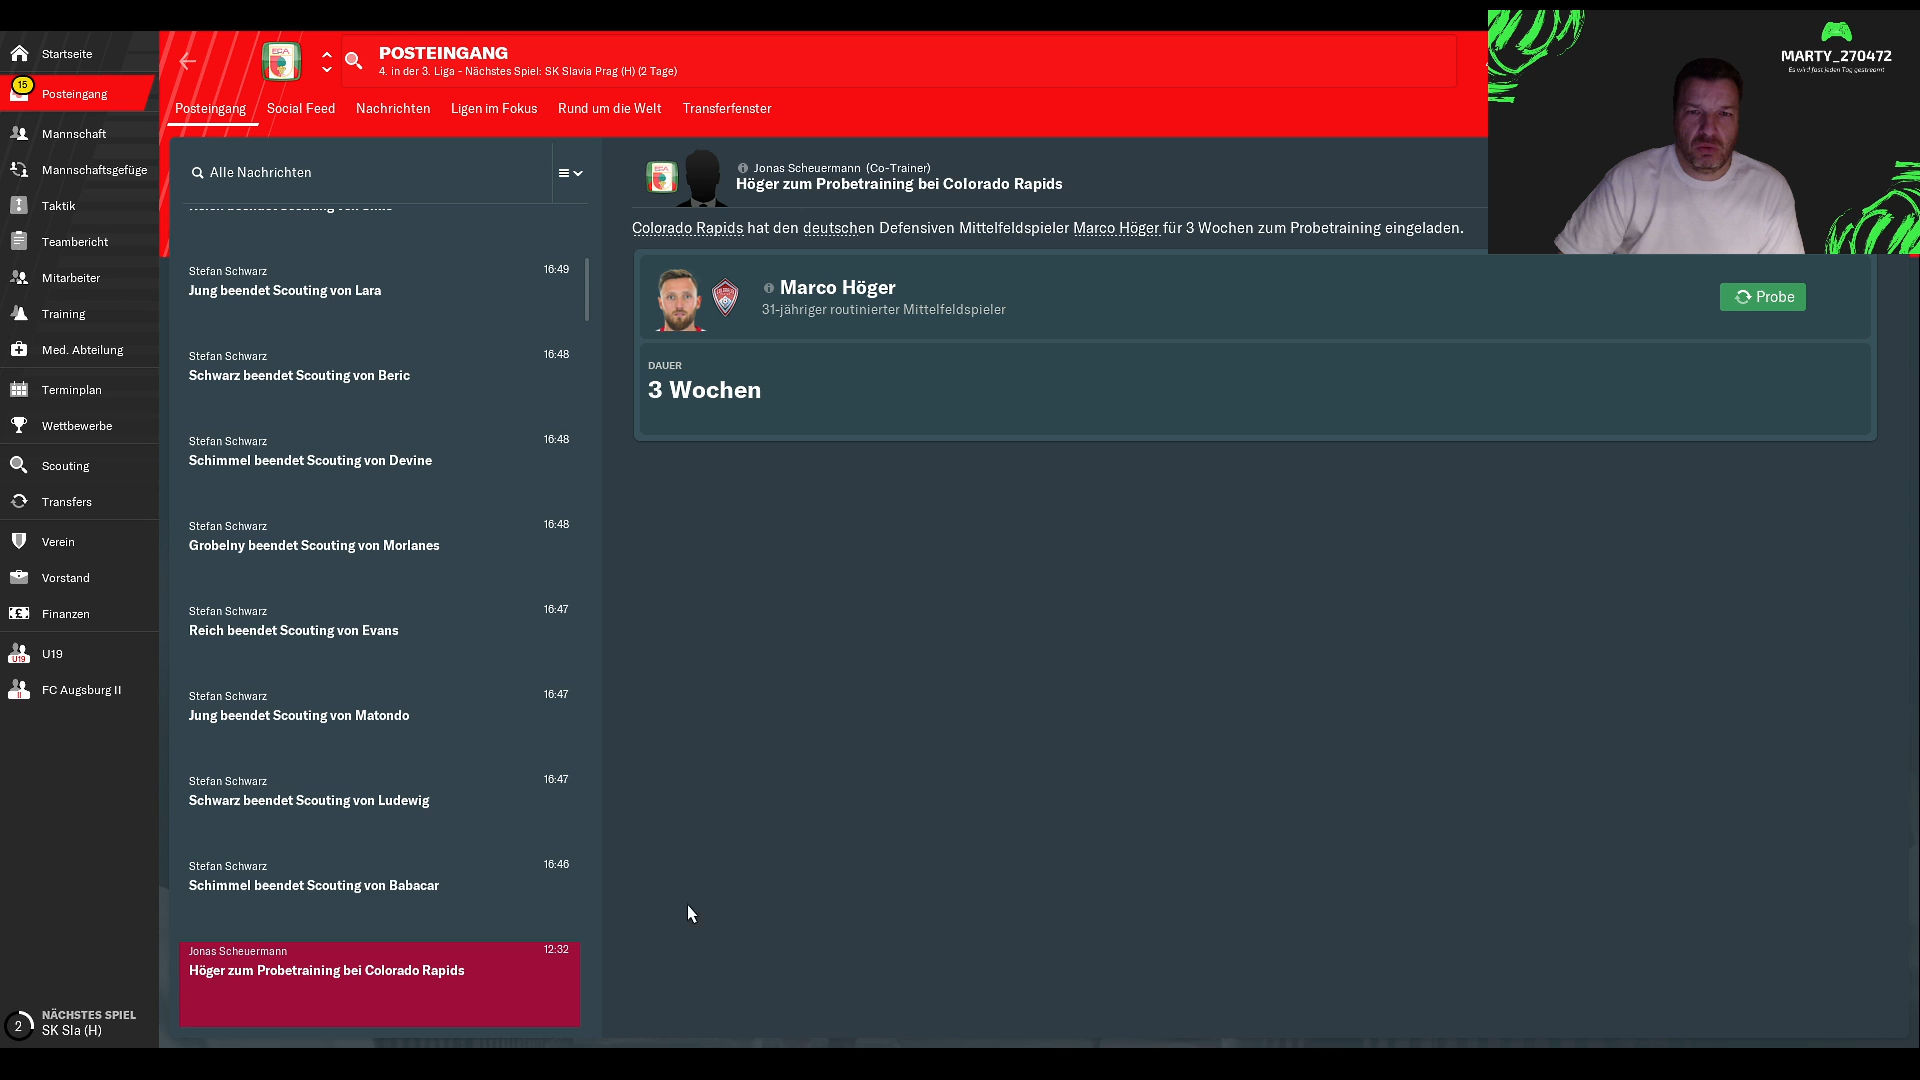 Startseite
15
Posteingang
Mannschaft
Mannschaftsgefüge
Taktik
Teambericht
Mitarbeiter
Training
Med. Abteilung
Terminplan
Wettbewerbe
Scouting
Transfers
Verein
Vorstand
Finanzen
U19
U19
II
FC Augsburg II
2
NÄCHSTES SPIEL
SK Sla (H)
POSTEINGANG
4. in der 3. Liga - Nächstes Spiel: SK Slavia Prag (H) (2 Tage)
Posteingang
Social Feed
Nachrichten
Ligen im Fokus
Rund um die Welt
Transferfenster
Alle Nachrichten
Stefan Schwarz 16:49
Jung beendet Scouting von Lara
Stefan Schwarz 16:48
Schwarz beendet Scouting von Beric
Stefan Schwarz 16:48
Schimmel beendet Scouting von Devine
Stefan Schwarz 16:48
Grobelny beendet Scouting von Morlanes
Stefan Schwarz 16:47
Reich beendet Scouting von Evans
Stefan Schwarz 16:47
Jung beendet Scouting von Matondo
Stefan Schwarz 16:47
Schwarz beendet Scouting von Ludewig
Stefan Schwarz 16:46
Schimmel beendet Scouting von Babacar
Jonas Scheuermann 12:32
Höger zum Probetraining bei Colorado Rapids
Jonas Scheuermann (Co-Trainer)
Höger zum Probetraining bei Colorado Rapids
Colorado Rapids hat den deutschen Defensiven Mittelfeldspieler Marco Höger für 3 Wochen zum Probetraining eingeladen.
Marco Höger
31-jähriger routinierter Mittelfeldspieler
Probe
DAUER
3 Wochen
MARTY_270472
Es wird fast jeden Tag gestreamt